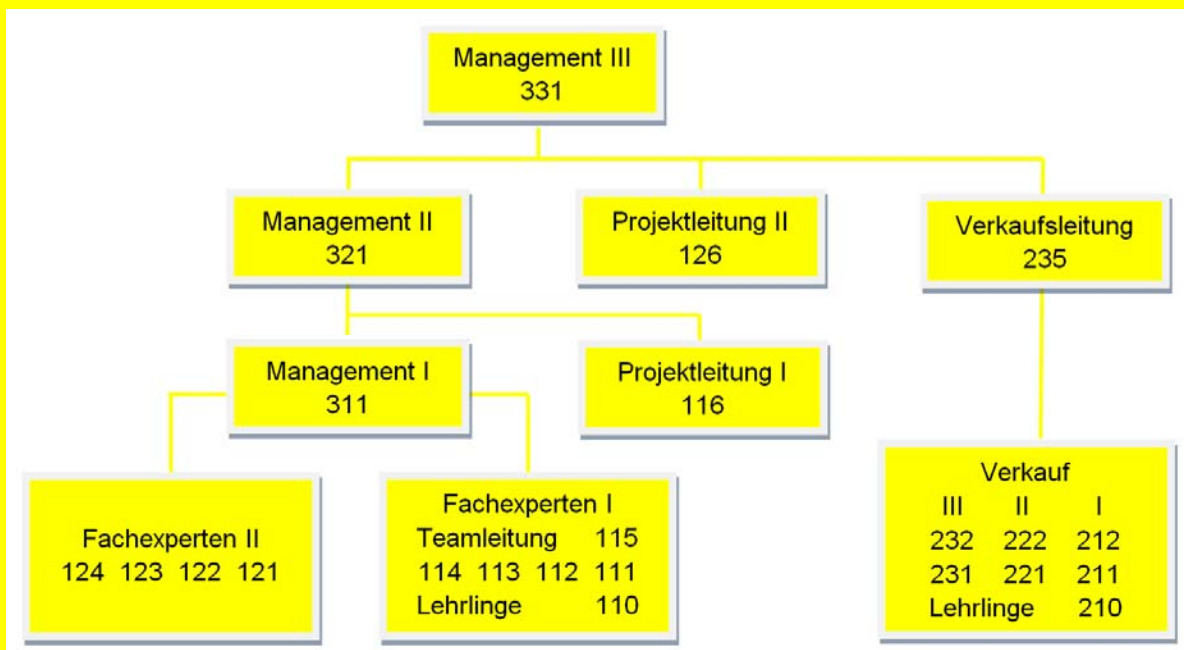 Management III
331
Management II
321
Projektleitung II
126
Verkaufsleitung
235
Management I
311
Projektleitung I
116
Fachexperten II
124 123 122 121
Fachexperten I
Teamleitung 115
114 113 112 111
Lehrlinge 110
Verkauf
III II I
232 222 212
231 221 211
Lehrlinge 210